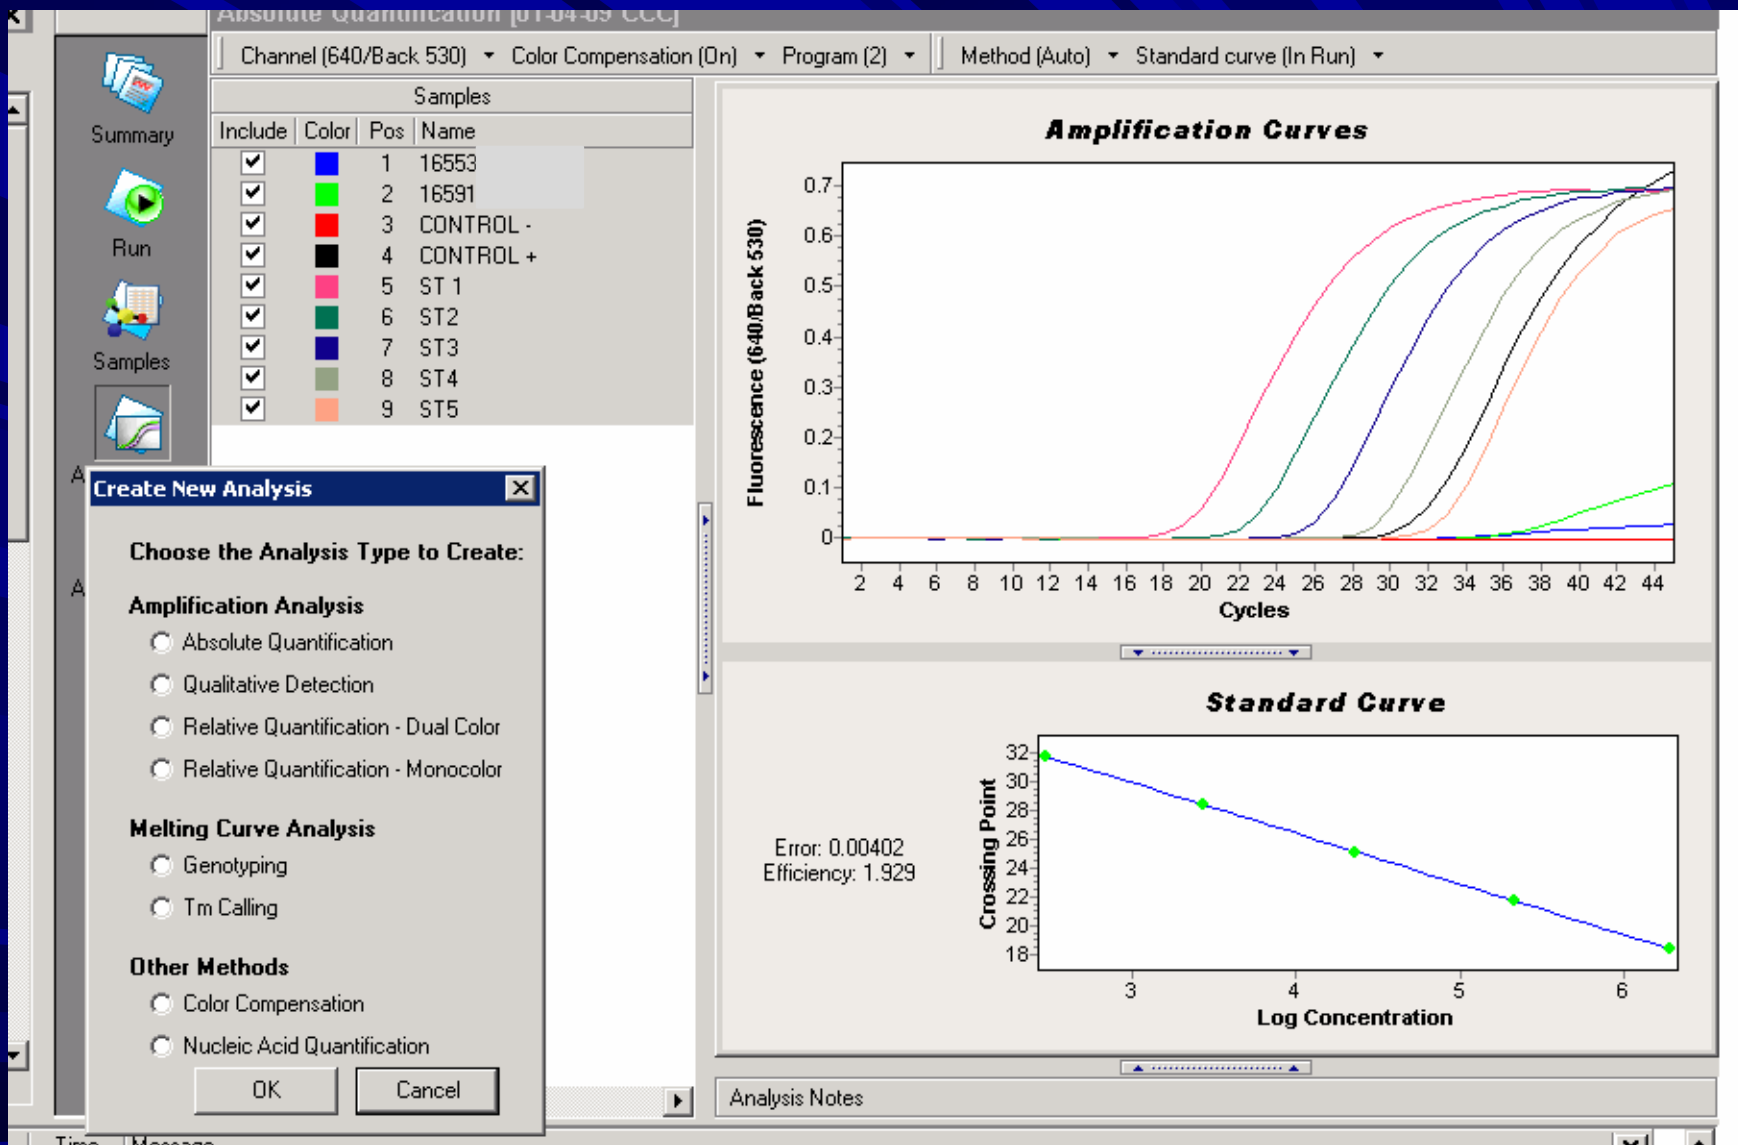 Absolute Quantification [01-04-09 CCC]
Channel (640/Back 530) Color Compensation (On) Program (2) Method (Auto) Standard curve (In Run)
Summary
Run
Samples
Samples
Include Color Pos Name
1 16553
2 16591
3 CONTROL -
4 CONTROL +
5 ST 1
6 ST2
7 ST3
8 ST4
9 ST5
Amplification Curves
Fluorescence (640/Back 530)
0.7
0.6
0.5
0.4
0.3
0.2
0.1
0
2 4 6 8 10 12 14 16 18 20 22 24 26 28 30 32 34 36 38 40 42 44
Cycles
A
A
Create New Analysis
Choose the Analysis Type to Create:
Amplification Analysis
Absolute Quantification
Qualitative Detection
Relative Quantification - Dual Color
Relative Quantification - Monocolor
Melting Curve Analysis
Genotyping
Tm Calling
Other Methods
Color Compensation
Nucleic Acid Quantification
OK Cancel
Standard Curve
Error: 0.00402
Efficiency: 1.929
Crossing Point
32
30
28
26
24
22
20
18
3 4 5 6
Log Concentration
Analysis Notes
Time Message